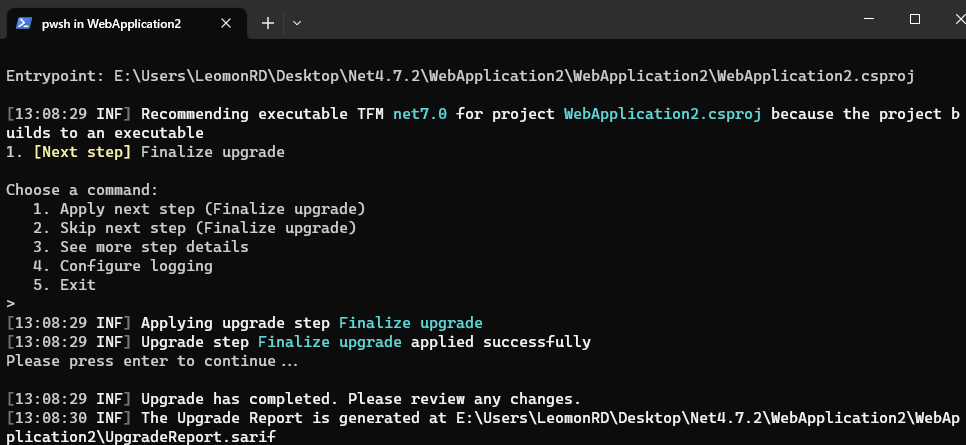 pwsh in WebApplication2
Entrypoint: E:\Users\LeomonRD\Desktop\Net4.7.2\WebApplication2\WebApplication2\WebApplication2.csproj
[13:08:29 INF] Recommending executable TFM net7.0 for project WebApplication2.csproj because the project b
uilds to an executable
1. [Next step] Finalize upgrade
Choose a command:
1. Apply next step (Finalize upgrade)
2. Skip next step (Finalize upgrade)
3. See more step details
4. Configure logging
5. Exit
>
[13:08:29 INF] Applying upgrade step Finalize upgrade
[13:08:29 INF] Upgrade step Finalize upgrade applied successfully
Please press enter to continue...
[13:08:29 INF] Upgrade has completed. Please review any changes.
[13:08:30 INF] The Upgrade Report is generated at E:\Users\LeomonRD\Desktop\Net4.7.2\WebApplication2\WebAp
plication2\UpgradeReport.sarif